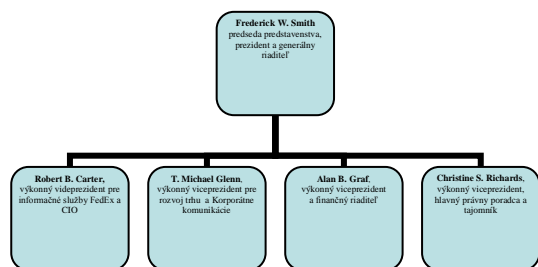 Frederick W. Smith
predseda predstavenstva,
prezident a generálny
riaditeľ
Robert B. Carter,
výkonný videprezident pre
informačné služby FedEx a
CIO
T. Michael Glenn,
výkonný viceprezident pre
rozvoj trhu a Korporátne
komunikácie
Alan B. Graf,
výkonný viceprezident
a finančný riaditeľ
Christine S. Richards,
výkonný viceprezident,
hlavný právny poradca a
tajomník